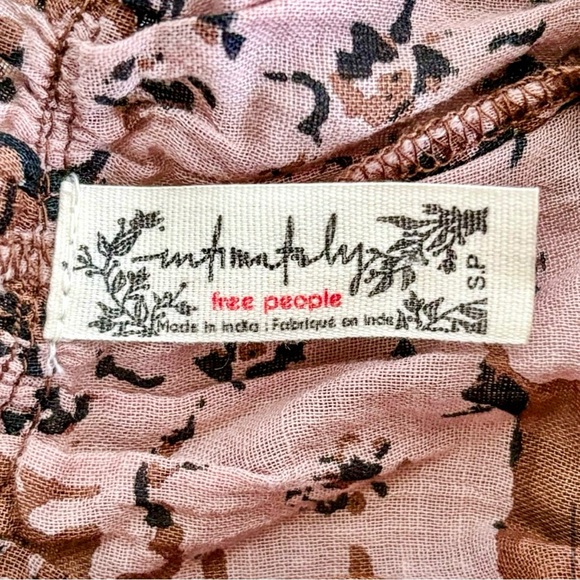 intimately
free people
Made in India : Fabriqué en Inde
S.P